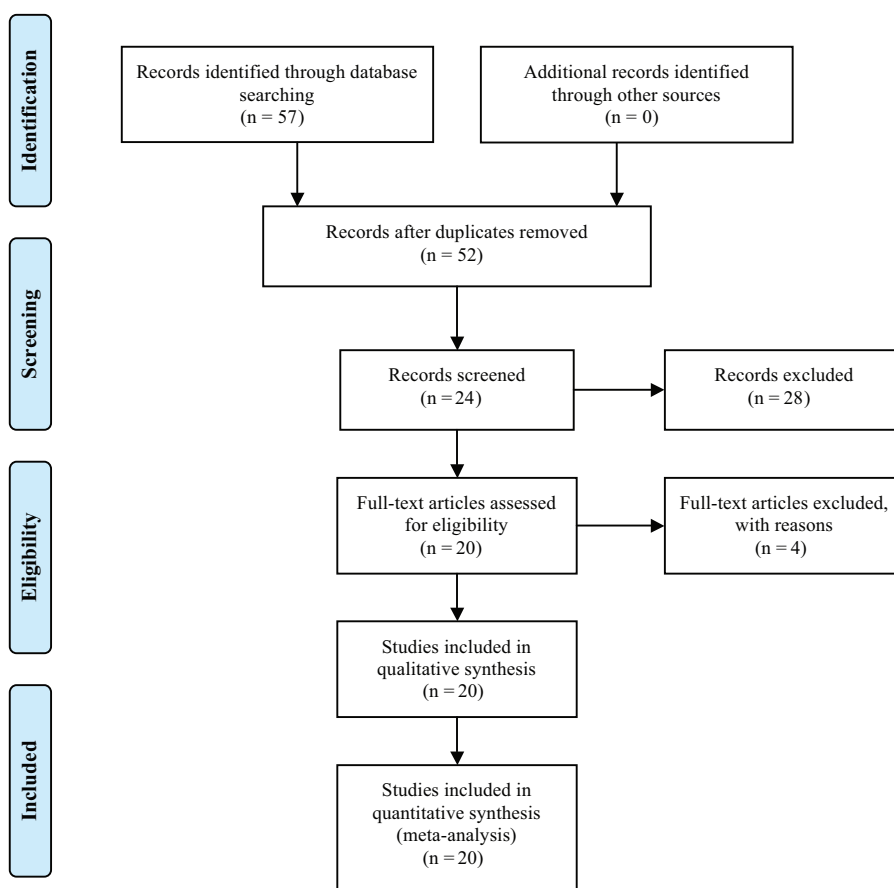 Identification
Records identified through database
searching
(n = 57)
Additional records identified
through other sources
(n = 0)
Records after duplicates removed
(n = 52)
Screening
Records screened
(n = 24)
Records excluded
(n = 28)
Eligibility
Full-text articles assessed
for eligibility
(n = 20)
Full-text articles excluded,
with reasons
(n = 4)
Studies included in
qualitative synthesis
(n = 20)
Included
Studies included in
quantitative synthesis
(meta-analysis)
(n = 20)